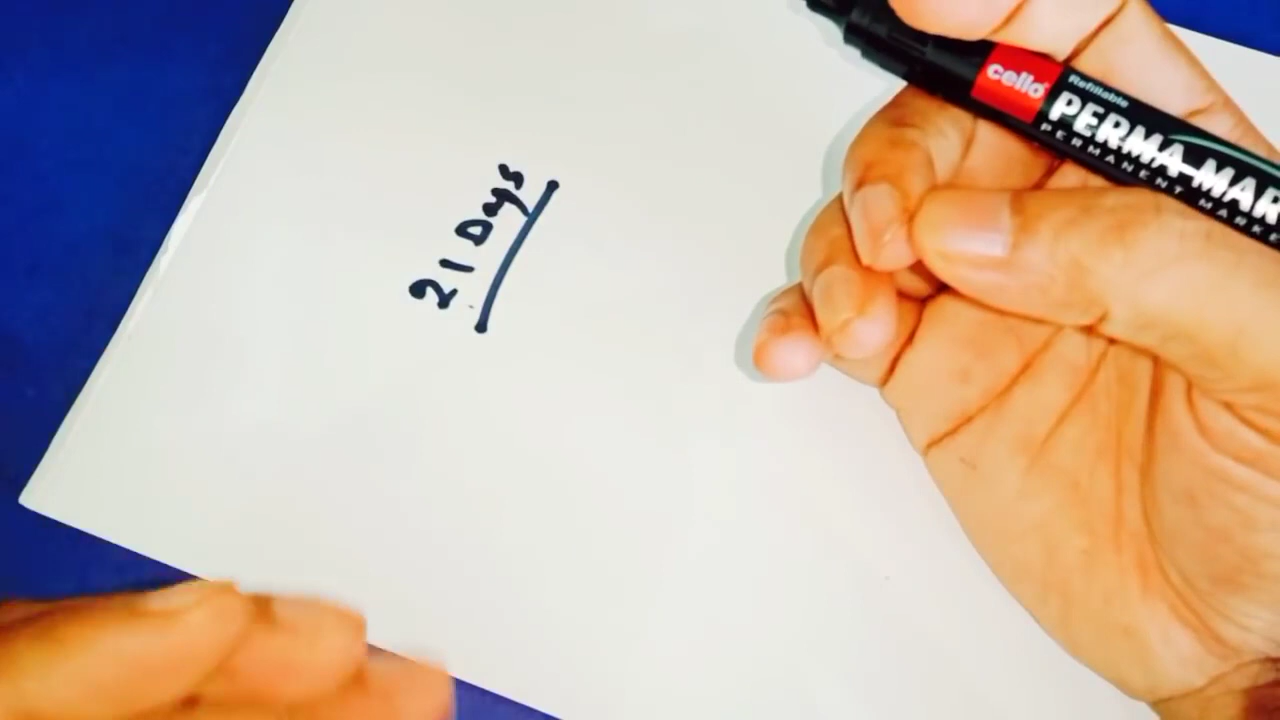 21 Days
cello
Refillable
PERMA-MAR
PERMANENT MARKE